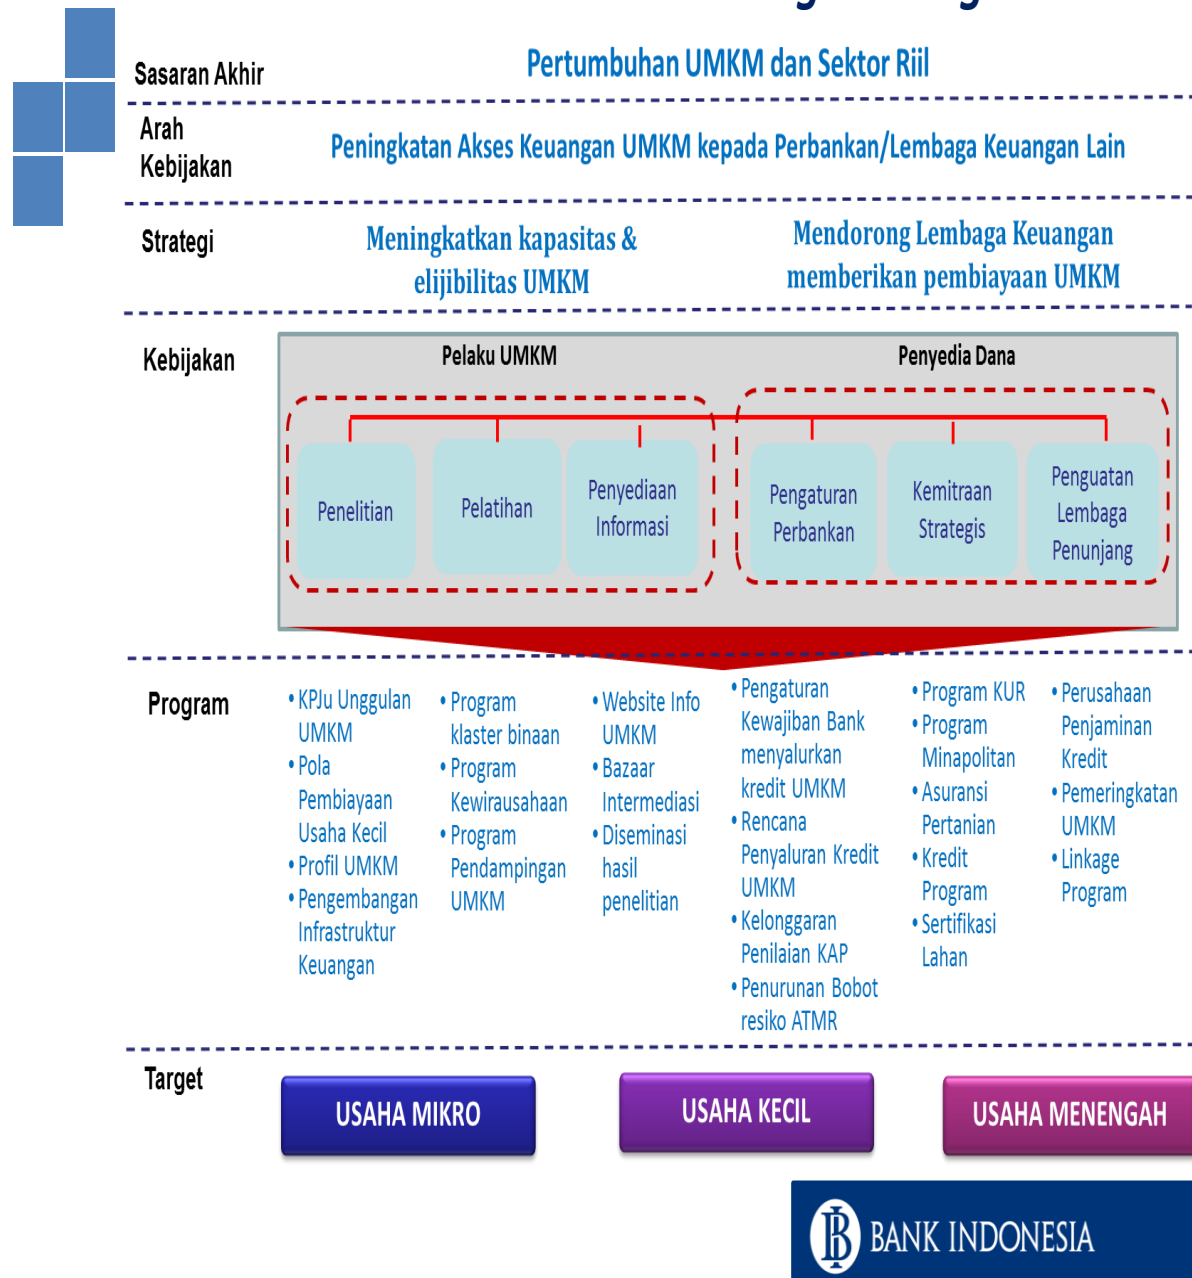 Sasaran Akhir
Pertumbuhan UMKM dan Sektor Riil
Arah
Kebijakan
Peningkatan Akses Keuangan UMKM kepada Perbankan/Lembaga Keuangan Lain
Strategi
Meningkatkan kapasitas &
elijibilitas UMKM
Mendorong Lembaga Keuangan
memberikan pembiayaan UMKM
Kebijakan
Pelaku UMKM
Penyedia Dana
Penelitian
Pelatihan
Penyediaan
Informasi
Pengaturan
Perbankan
Kemitraan
Strategis
Penguatan
Lembaga
Penunjang
Program
• KPJu Unggulan
UMKM
• Pola
Pembiayaan
Usaha Kecil
• Profil UMKM
• Pengembangan
Infrastruktur
Keuangan
• Program
klaster binaan
• Program
Kewirausahaan
• Program
Pendampingan
UMKM
• Website Info
UMKM
• Bazaar
Intermediasi
• Diseminasi
hasil
penelitian
• Pengaturan
Kewajiban Bank
menyalurkan
kredit UMKM
• Rencana
Penyaluran Kredit
UMKM
• Kelonggaran
Penilaian KAP
• Penurunan Bobot
resiko ATMR
• Program KUR
• Program
Minapolitan
• Asuransi
Pertanian
• Kredit
Program
• Sertifikasi
Lahan
• Perusahaan
Penjaminan
Kredit
• Pemeringkatan
UMKM
• Linkage
Program
Target
USAHA MIKRO
USAHA KECIL
USAHA MENENGAH
BANK INDONESIA